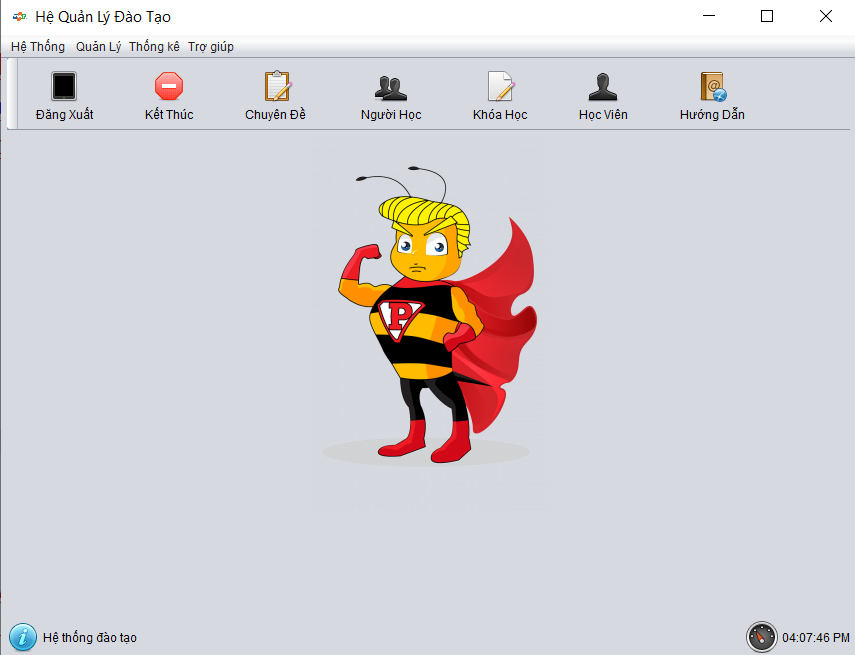 Hệ Quản Lý Đào Tạo
Hệ Thống Quản Lý Thống kê Trợ giúp
Đăng Xuất Kết Thúc Chuyên Đề Người Học Khóa Học Học Viên Hướng Dẫn
P
Hệ thống đào tạo 04:07:46 PM